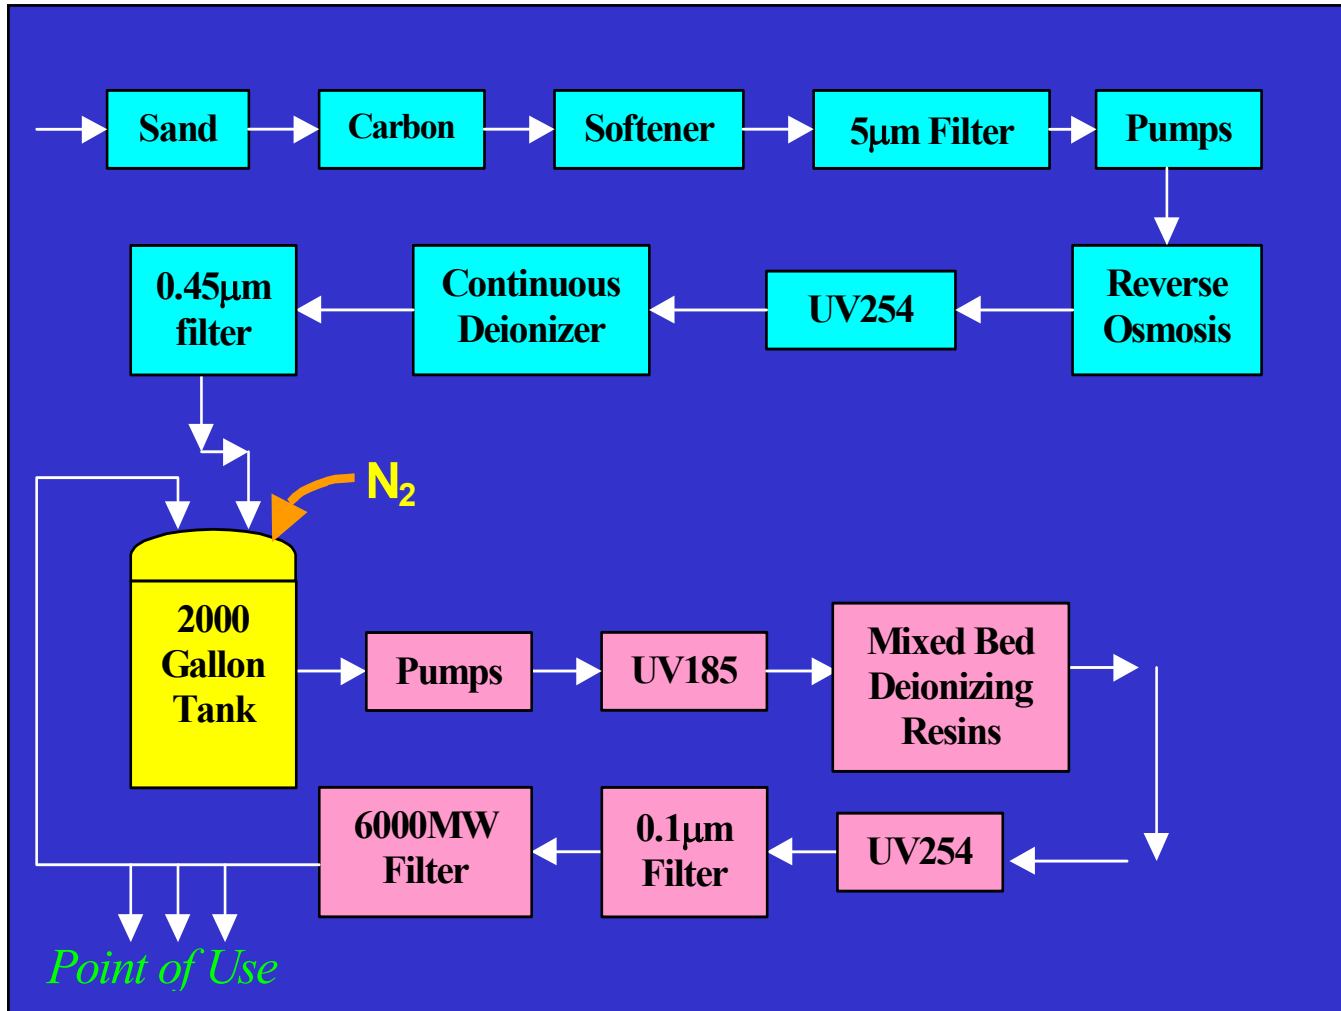 Sand
Carbon
Softener
5μm Filter
Pumps
Reverse
Osmosis
UV254
Continuous
Deionizer
0.45μm
filter
N₂
2000
Gallon
Tank
Pumps
UV185
Mixed Bed
Deionizing
Resins
UV254
0.1μm
Filter
6000MW
Filter
Point of Use